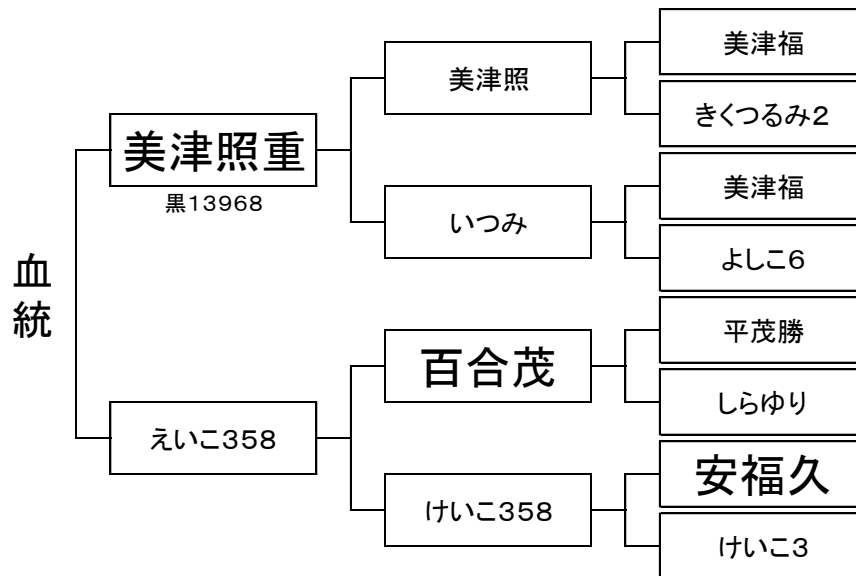 血統
美津照重
黒13968
えいこ358
美津照
いつみ
百合茂
けいこ358
美津福
きくつるみ2
美津福
よしこ6
平茂勝
しらゆり
安福久
けいこ3